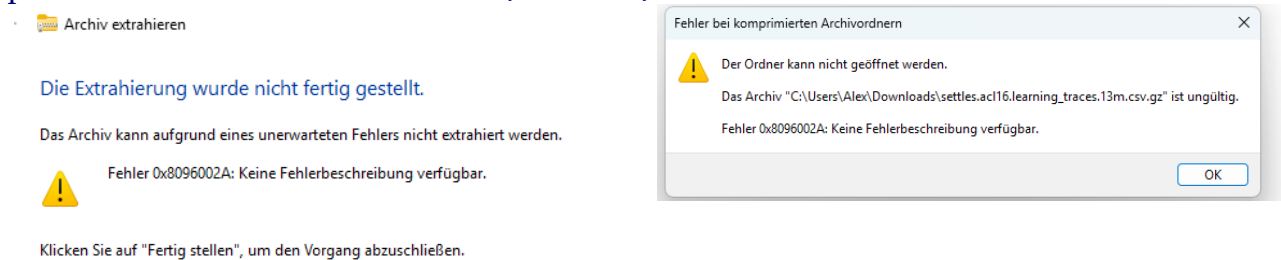 Archiv extrahieren
Die Extrahierung wurde nicht fertig gestellt.
Das Archiv kann aufgrund eines unerwarteten Fehlers nicht extrahiert werden.
Fehler 0x8096002A: Keine Fehlerbeschreibung verfügbar.
Klicken Sie auf "Fertig stellen", um den Vorgang abzuschließen.
Fehler bei komprimierten Archivordnern
Der Ordner kann nicht geöffnet werden.
Das Archiv "C:\Users\Alex\Downloads\settles.acl16.learning_traces.13m.csv.gz" ist ungültig.
Fehler 0x8096002A: Keine Fehlerbeschreibung verfügbar.
OK